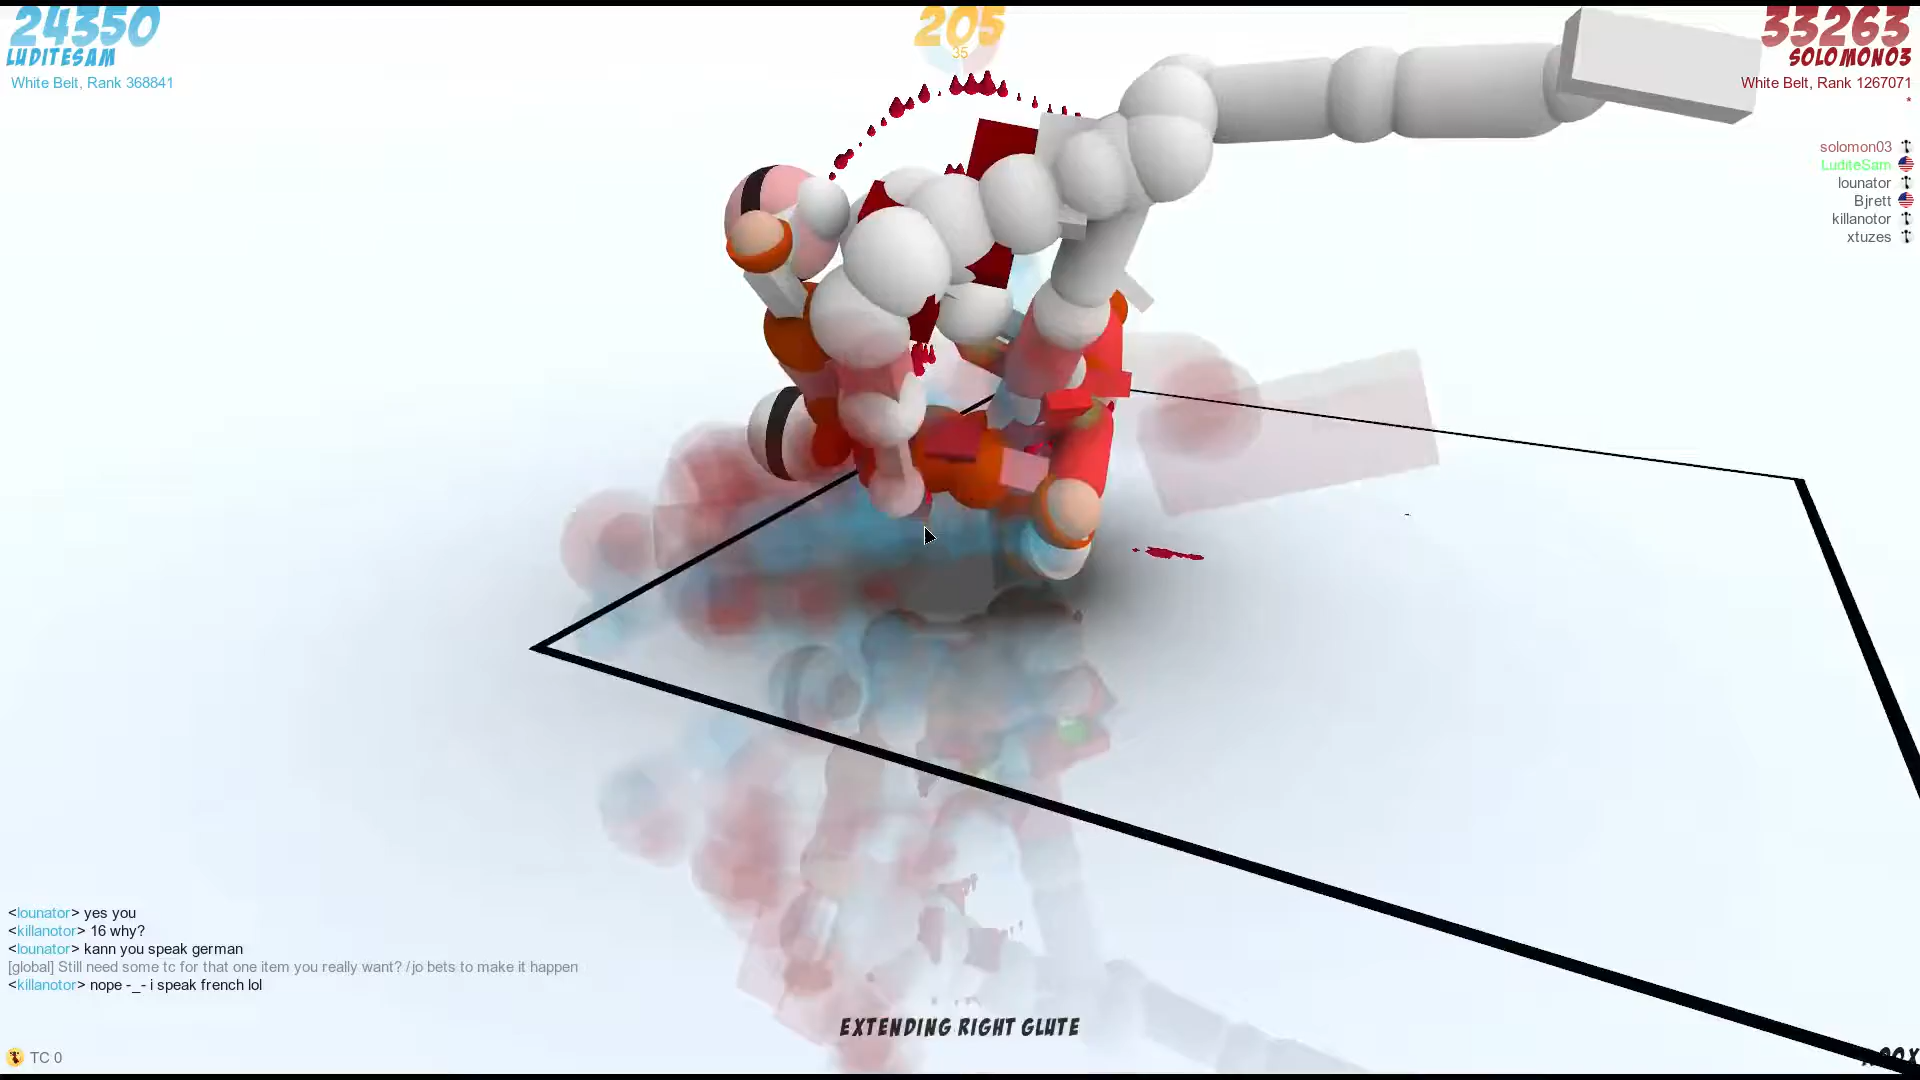 24350
LUDITESAM
White Belt, Rank 368841
205
35
33263
SOLOMON03
White Belt, Rank 1267071
*
solomon03
LuditeSam
lounator
Bjrett
killanotor
xtuzes
<lounator> yes you
<killanotor> 16 why?
<lounator> kann you speak german
[global] Still need some tc for that one item you really want? /jo bets to make it happen
<killanotor> nope -_- i speak french lol
EXTENDING RIGHT GLUTE
TC 0